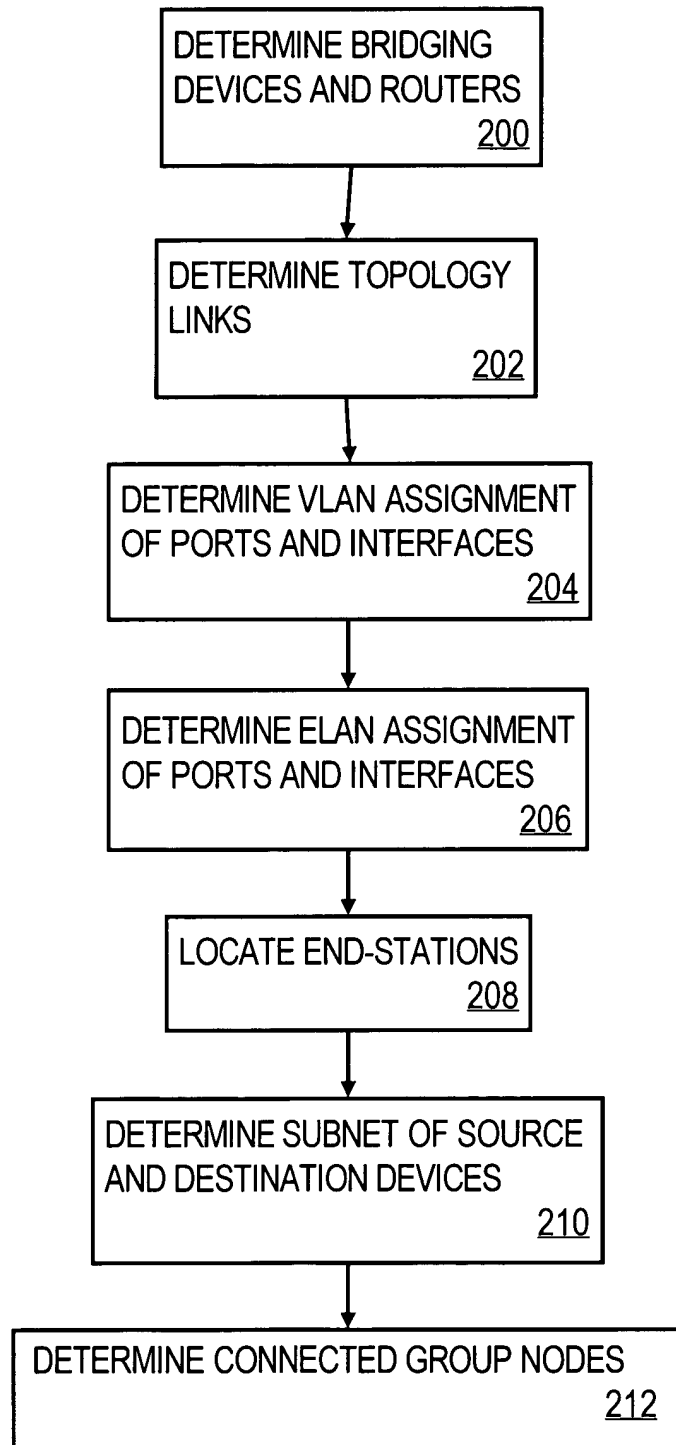 DETERMINE BRIDGING
DEVICES AND ROUTERS
200
DETERMINE TOPOLOGY
LINKS
202
DETERMINE VLAN ASSIGNMENT
OF PORTS AND INTERFACES
204
DETERMINE ELAN ASSIGNMENT
OF PORTS AND INTERFACES
206
LOCATE END-STATIONS
208
DETERMINE SUBNET OF SOURCE
AND DESTINATION DEVICES
210
DETERMINE CONNECTED GROUP NODES
212